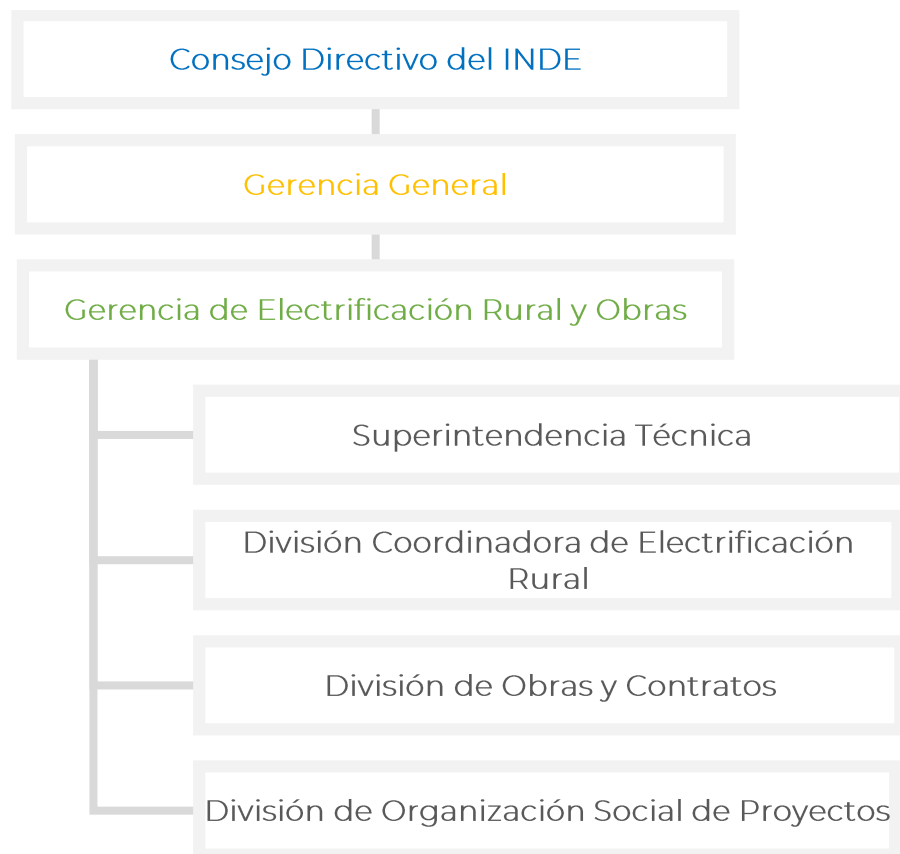 Consejo Directivo del INDE
Gerencia General
Gerencia de Electrificación Rural y Obras
Superintendencia Técnica
División Coordinadora de Electrificación
Rural
División de Obras y Contratos
División de Organización Social de Proyectos